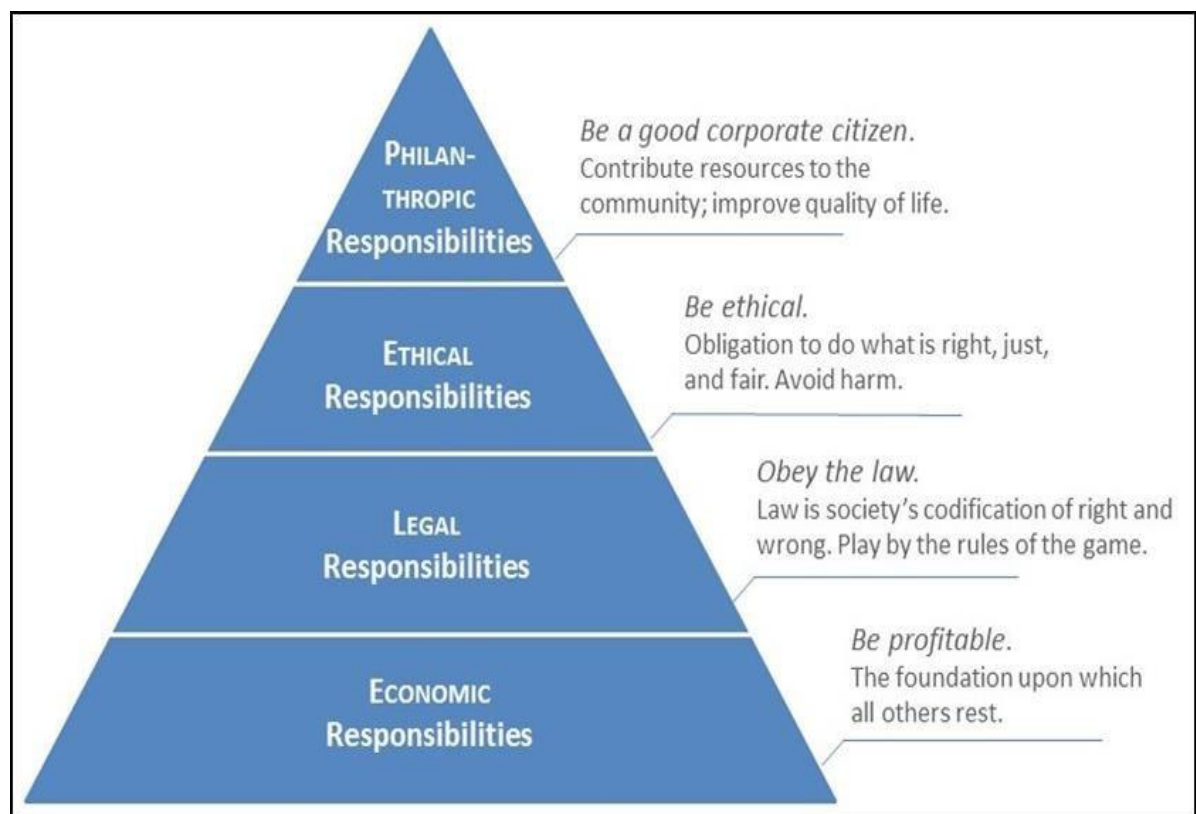 PHILAN-
THROPIC
Responsibilities
Be a good corporate citizen.
Contribute resources to the
community; improve quality of life.
ETHICAL
Responsibilities
Be ethical.
Obligation to do what is right, just,
and fair. Avoid harm.
LEGAL
Responsibilities
Obey the law.
Law is society's codification of right and
wrong. Play by the rules of the game.
ECONOMIC
Responsibilities
Be profitable.
The foundation upon which
all others rest.